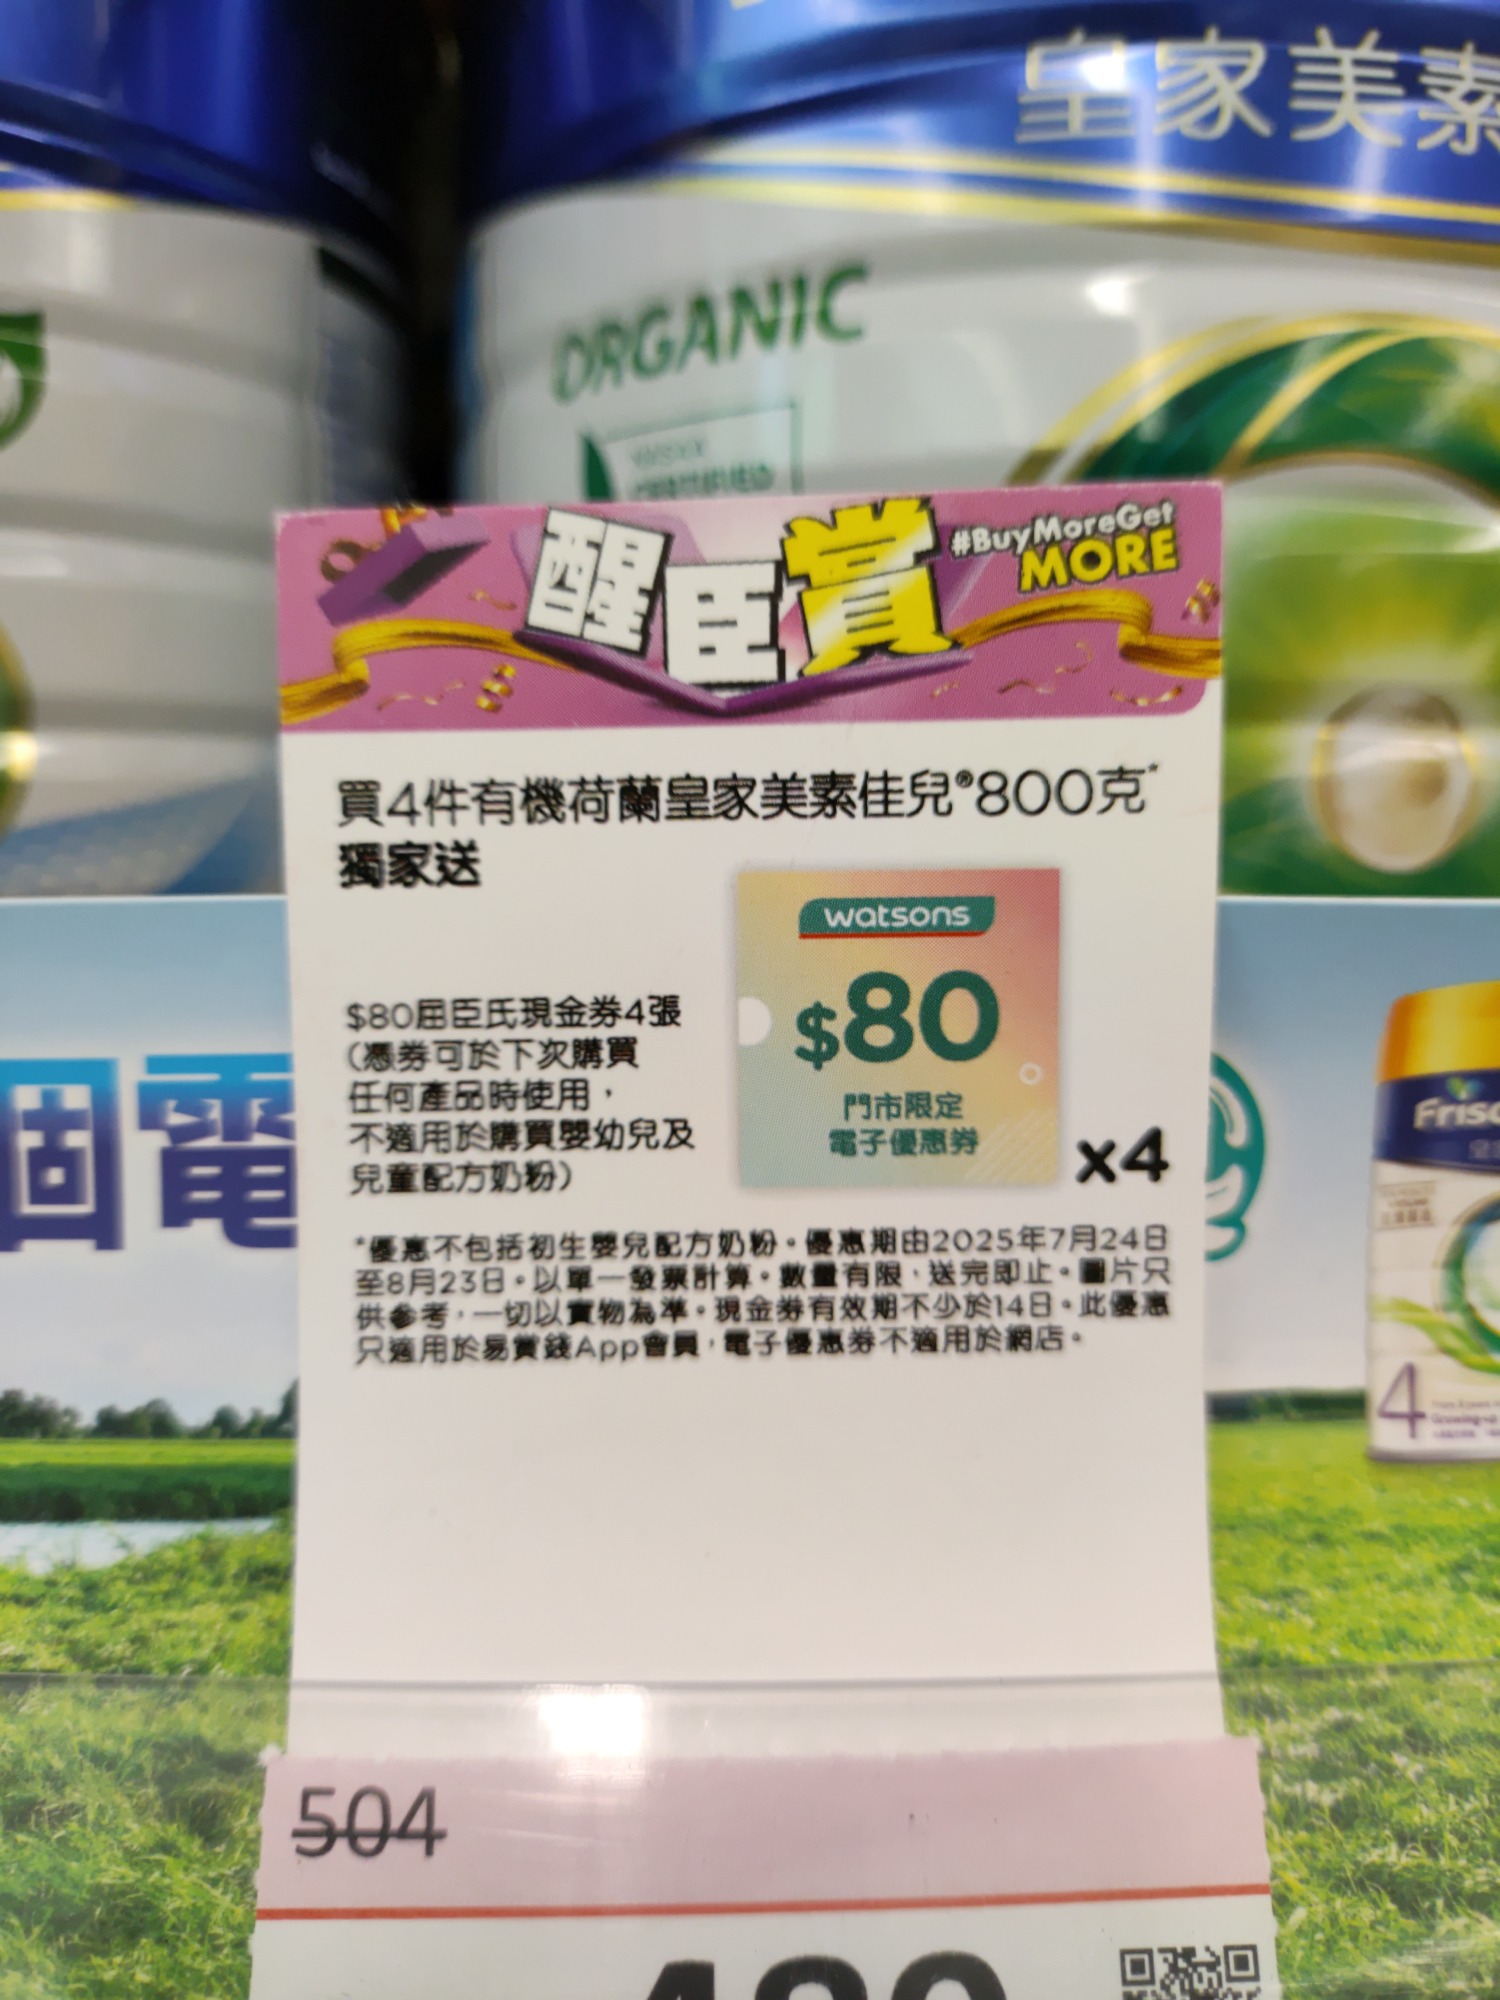 皇家美素
ORGANIC
CERTIFIED
醒臣賞
#BuyMoreGet
MORE
買4件有機荷蘭皇家美素佳兒®800克*
獨家送
watsons
$80
門市限定
電子優惠券
x4
$80屈臣氏現金券4張
(憑券可於下次購買
任何產品時使用，
不適用於購買嬰幼兒及
兒童配方奶粉)
*優惠不包括初生嬰兒配方奶粉。優惠期由2025年7月24日
至8月23日。以單一發票計算。數量有限，送完即止。圖片只
供參考，一切以實物為準。現金券有效期不少於14日。此優惠
只適用於易賞錢App會員，電子優惠券不適用於網店。
個電
Friso
4
504